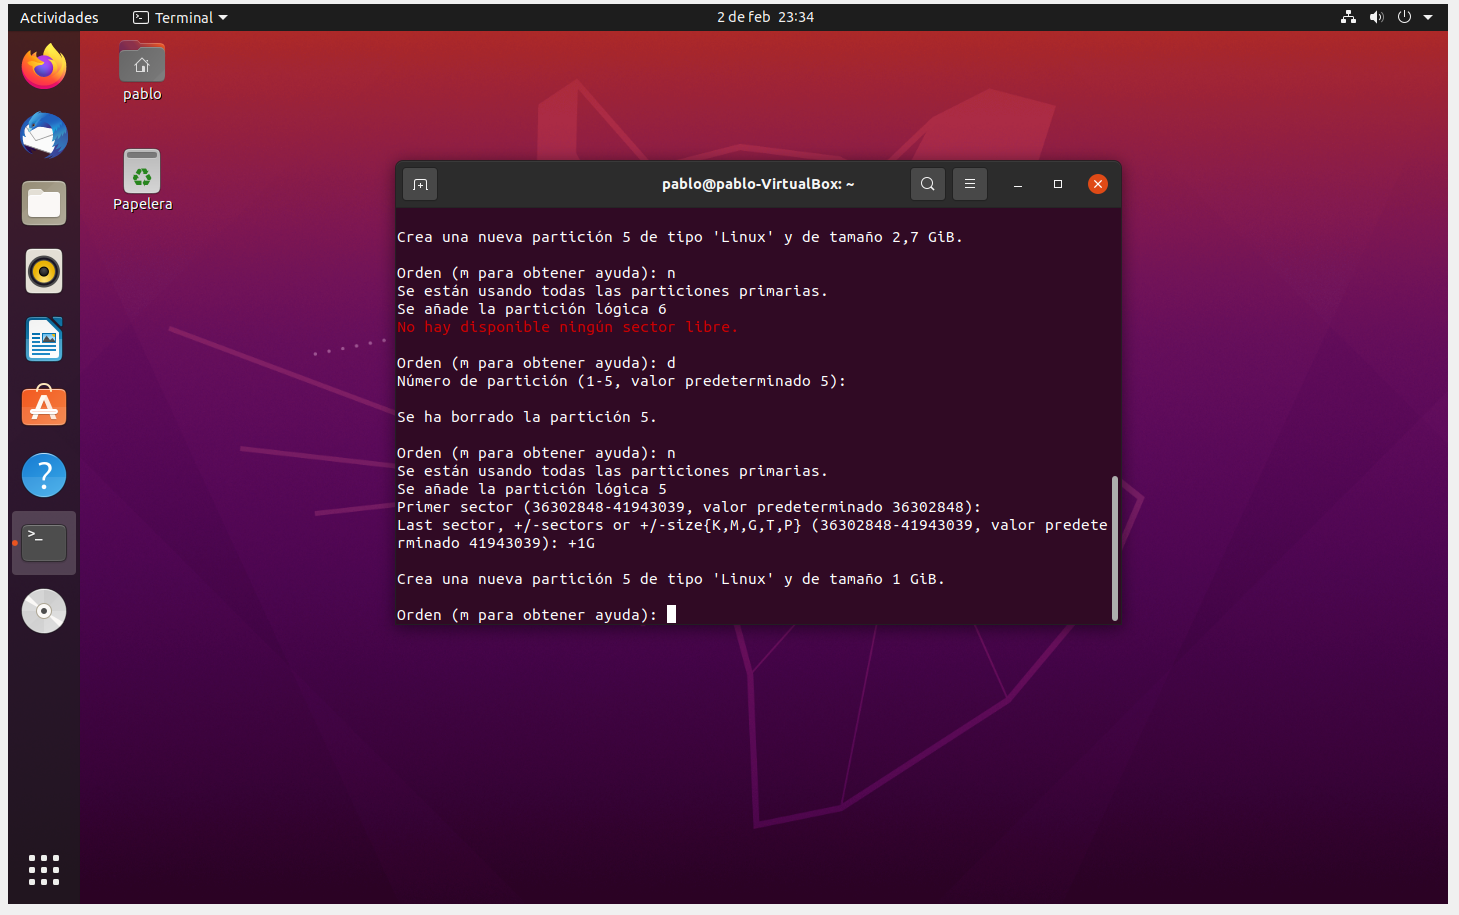 Actividades
Terminal
2 de feb 23:34
pablo
Papelera
pablo@pablo-VirtualBox: ~
Crea una nueva partición 5 de tipo 'Linux' y de tamaño 2,7 GiB.
Orden (m para obtener ayuda): n
Se están usando todas las particiones primarias.
Se añade la partición lógica 6
No hay disponible ningún sector libre.
Orden (m para obtener ayuda): d
Número de partición (1-5, valor predeterminado 5):
Se ha borrado la partición 5.
Orden (m para obtener ayuda): n
Se están usando todas las particiones primarias.
Se añade la partición lógica 5
Primer sector (36302848-41943039, valor predeterminado 36302848):
Last sector, +/-sectors or +/-size{K,M,G,T,P} (36302848-41943039, valor predete
rminado 41943039): +1G
Crea una nueva partición 5 de tipo 'Linux' y de tamaño 1 GiB.
Orden (m para obtener ayuda):